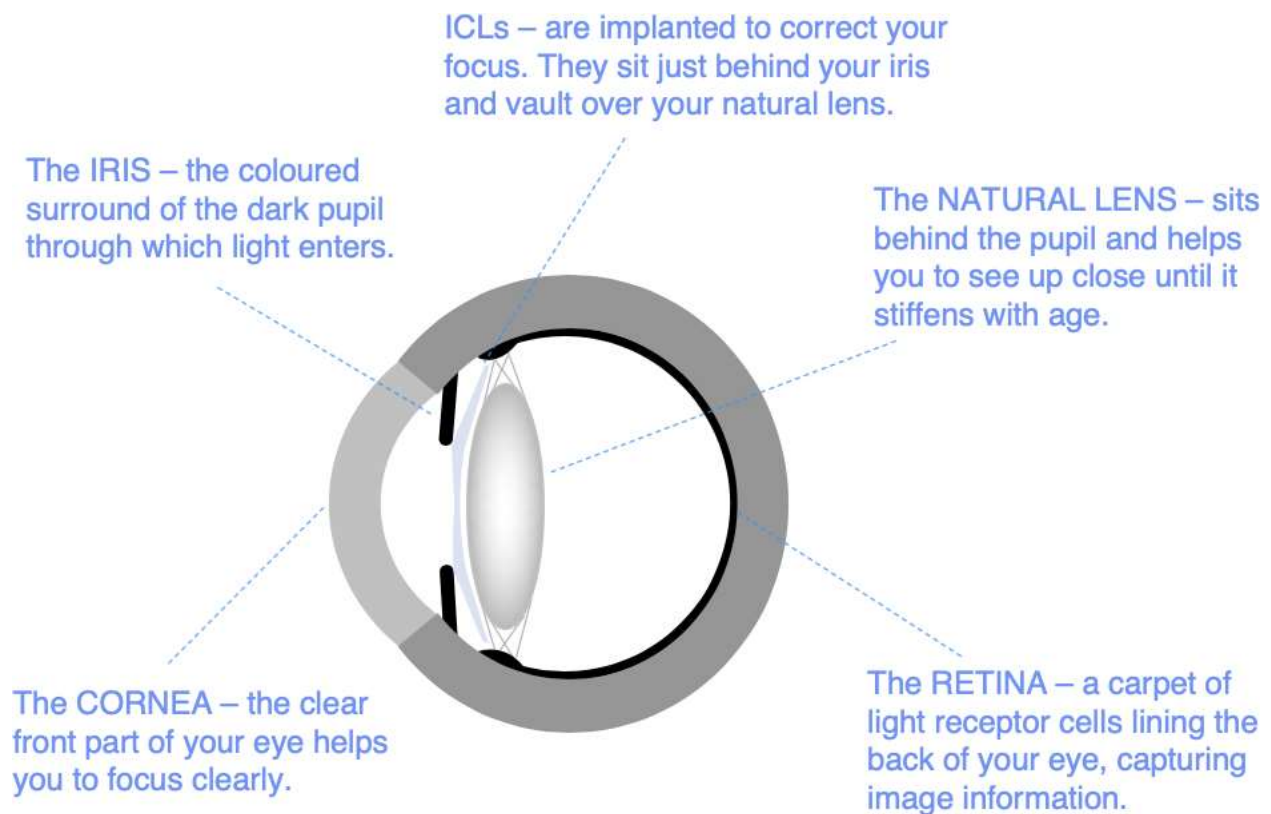 ICLs – are implanted to correct your
focus. They sit just behind your iris
and vault over your natural lens.
The IRIS – the coloured
surround of the dark pupil
through which light enters.
The NATURAL LENS – sits
behind the pupil and helps
you to see up close until it
stiffens with age.
The CORNEA – the clear
front part of your eye helps
you to focus clearly.
The RETINA – a carpet of
light receptor cells lining the
back of your eye, capturing
image information.